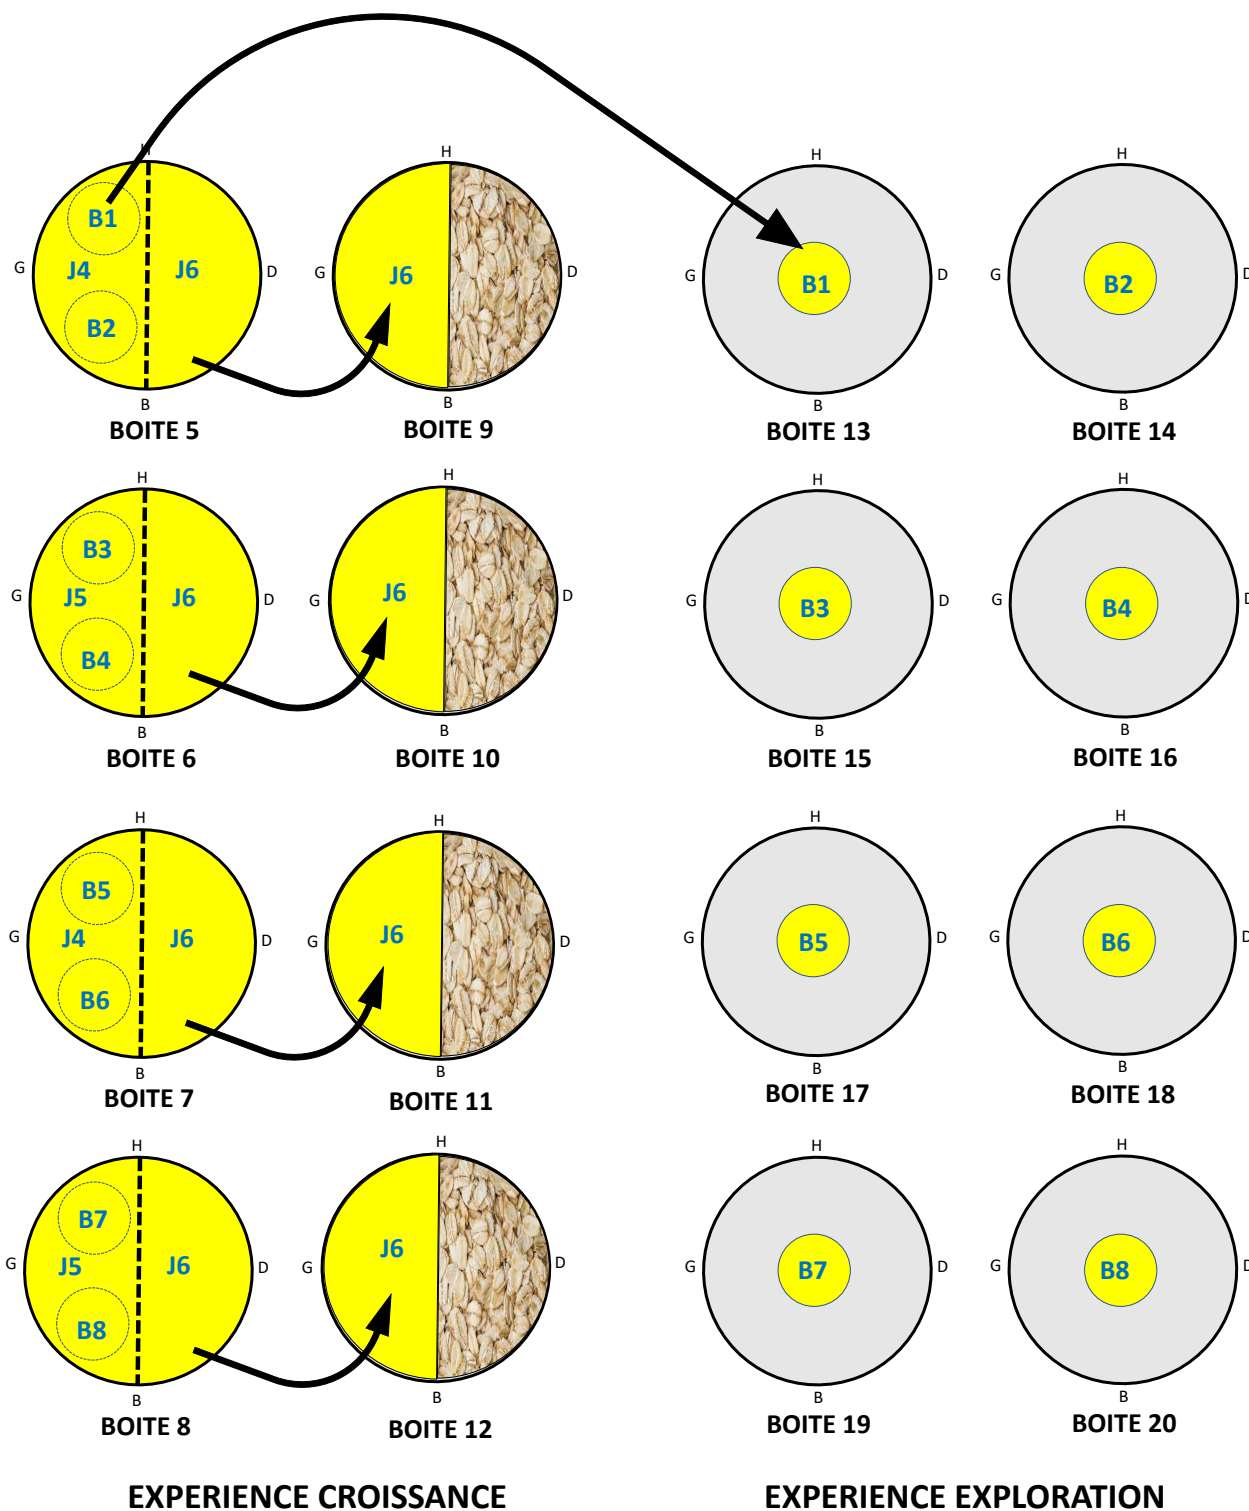 H
H
H
H
B1
J4
J6
B2
G
D
J6
G
D
B1
G
D
B2
G
D
B
B
B
B
BOITE 5
BOITE 9
BOITE 13
BOITE 14
H
H
H
H
B3
J5
J6
B4
G
D
J6
G
D
B3
G
D
B4
G
D
B
B
B
B
BOITE 6
BOITE 10
BOITE 15
BOITE 16
H
H
H
H
B5
J4
J6
B6
G
D
J6
G
D
B5
G
D
B6
G
D
B
B
B
B
BOITE 7
BOITE 11
BOITE 17
BOITE 18
H
H
H
H
B7
J5
J6
B8
G
D
J6
G
D
B7
G
D
B8
G
D
B
B
B
B
BOITE 8
BOITE 12
BOITE 19
BOITE 20
EXPERIENCE CROISSANCE
EXPERIENCE EXPLORATION